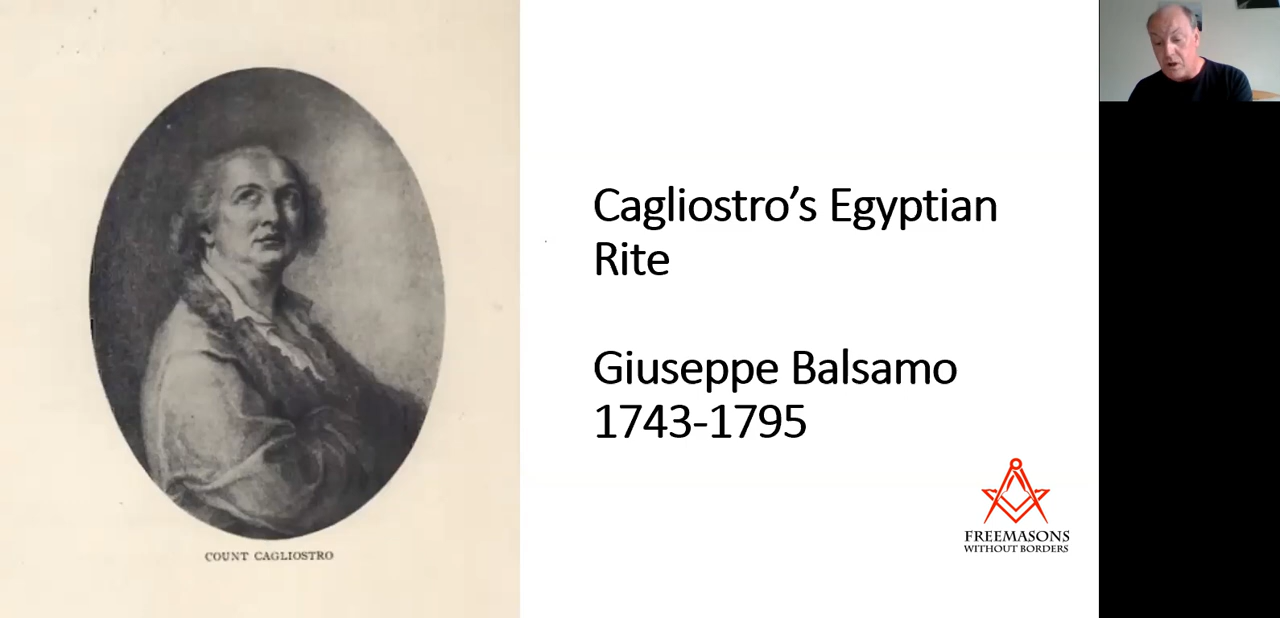 COUNT CAGLIOSTRO
Cagliostro’s Egyptian
Rite
Giuseppe Balsamo
1743-1795
FREEMASONS
WITHOUT BORDERS